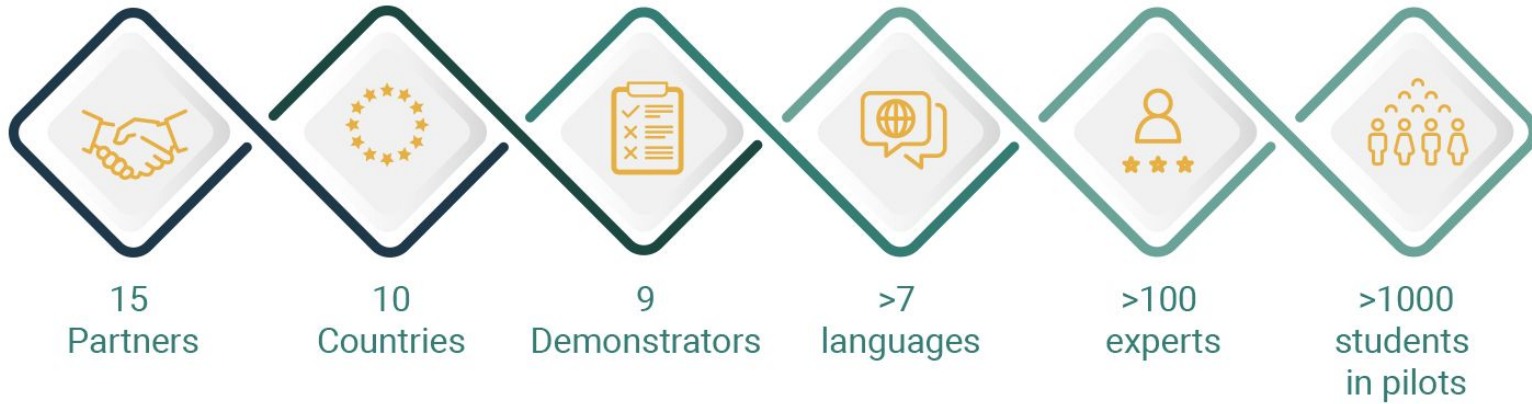 15
Partners
10
Countries
9
Demonstrators
>7
languages
>100
experts
>1000
students
in pilots